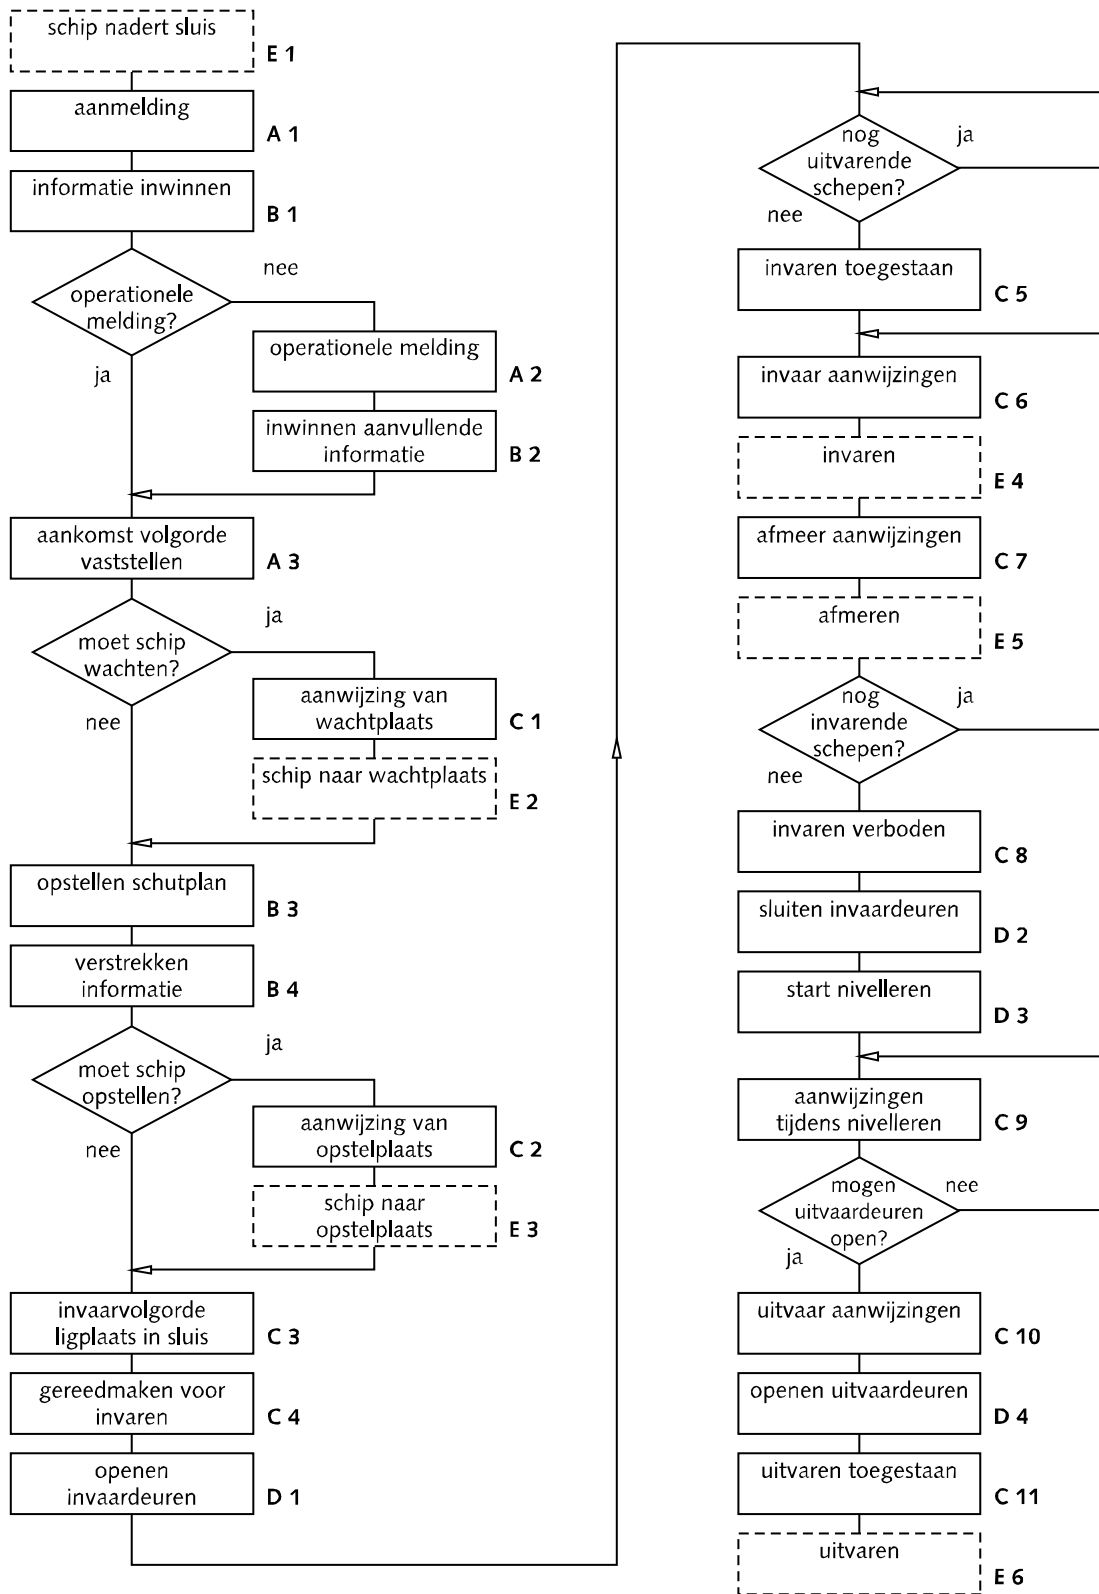 schip nadert sluis
E 1
aanmelding
A 1
informatie inwinnen
B 1
nee
operationele
melding?
ja
operationele melding
A 2
inwinnen aanvullende
informatie
B 2
aankomst volgorde
vaststellen
A 3
ja
moet schip
wachten?
nee
aanwijzing van
wachtplaats
C 1
schip naar wachtplaats
E 2
opstellen schutplan
B 3
verstrekken
informatie
B 4
ja
moet schip
opstellen?
nee
aanwijzing van
opstelplaats
C 2
schip naar
opstelplaats
E 3
invaarvolgorde
ligplaats in sluis
C 3
gereedmaken voor
invaren
C 4
openen
invaardeuren
D 1
nog
uitvarende
schepen?
ja
nee
invaren toegestaan
C 5
invaar aanwijzingen
C 6
invaren
E 4
afmeer aanwijzingen
C 7
afmeren
E 5
nog
invarende
schepen?
ja
nee
invaren verboden
C 8
sluiten invaardeuren
D 2
start nivelleren
D 3
aanwijzingen
tijdens nivelleren
C 9
mogen
uitvaardeuren
open?
nee
ja
uitvaar aanwijzingen
C 10
openen uitvaardeuren
D 4
uitvaren toegestaan
C 11
uitvaren
E 6